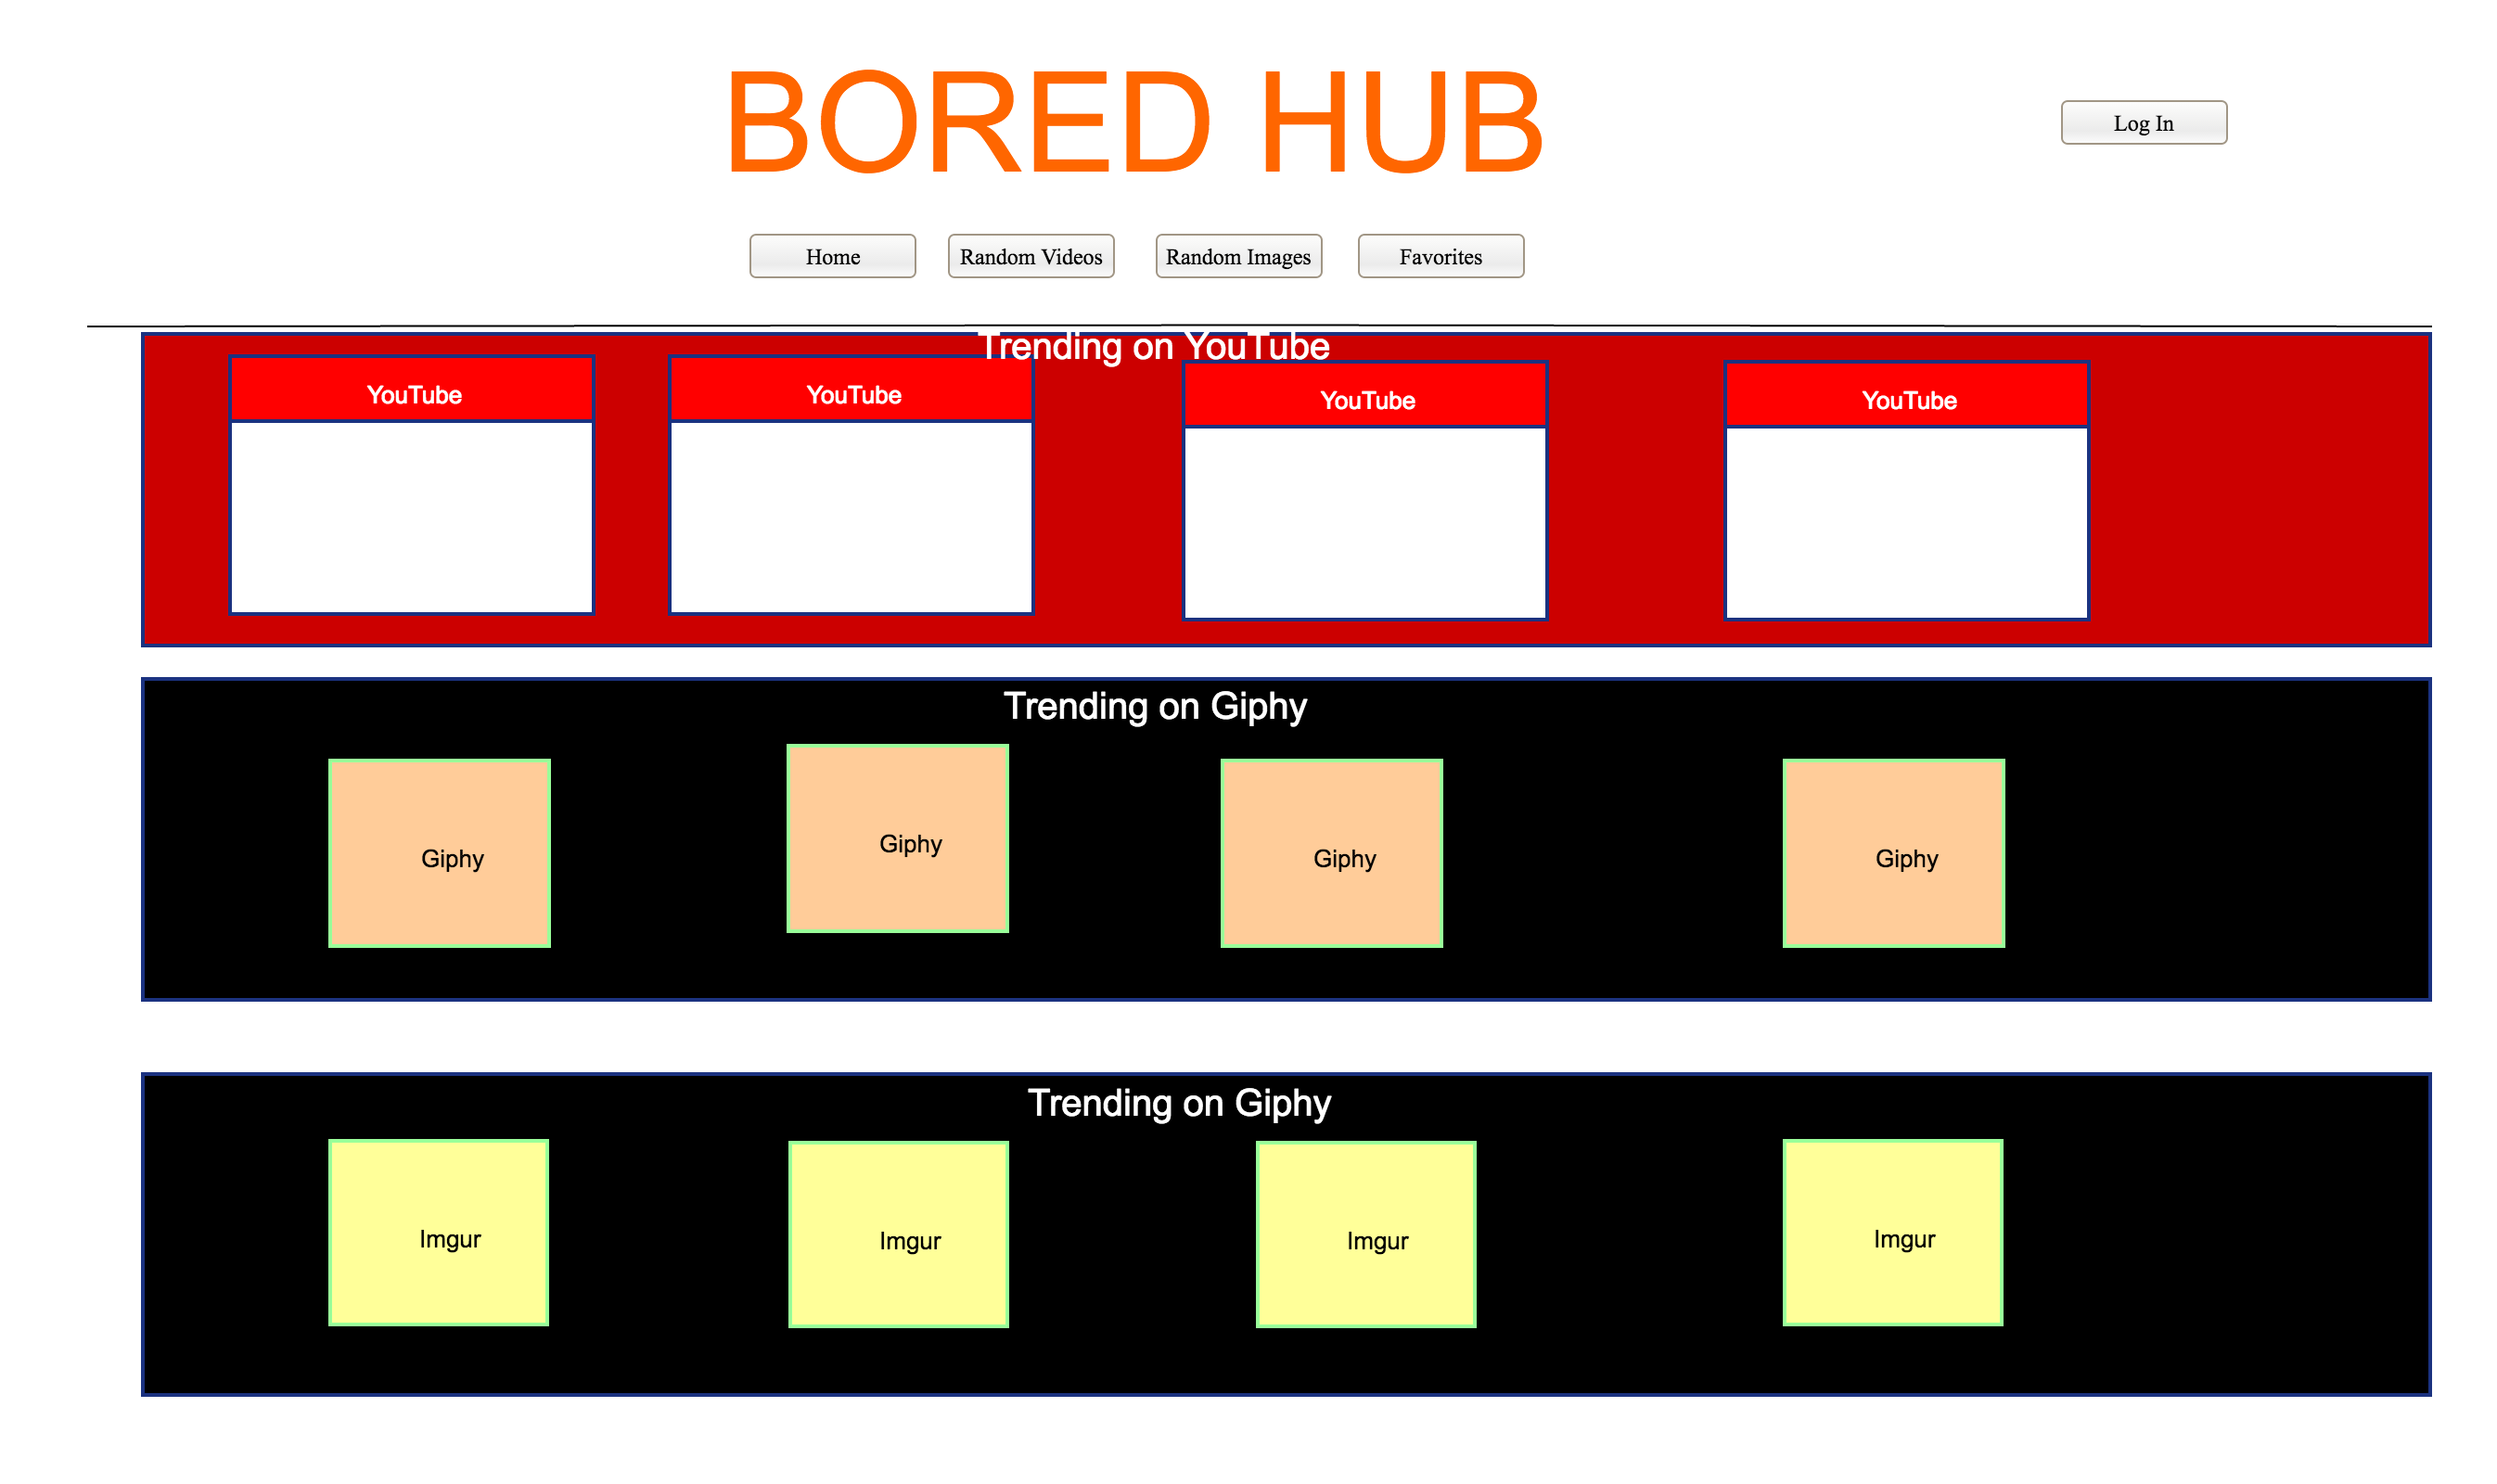 BORED HUB
Log In
Home Random Videos Random Images Favorites
Trending on YouTube
YouTube YouTube YouTube YouTube
Trending on Giphy
Giphy Giphy Giphy Giphy
Trending on Giphy
Imgur Imgur Imgur Imgur